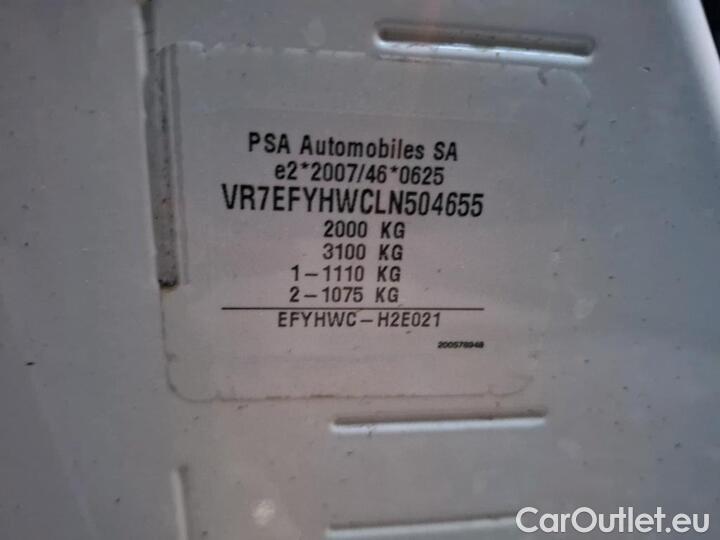 PSA Automobiles SA
e2*2007/46*0625
VR7EFYHWCLN504655
2000 KG
3100 KG
1-1110 KG
2-1075 KG
EFYHWC-H2E021
200578948
CarOutlet.eu